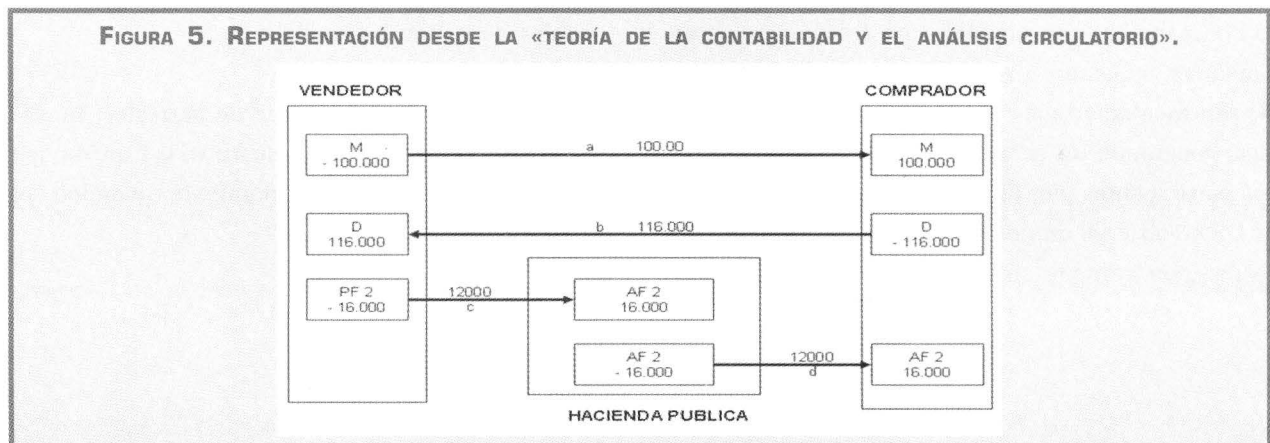 FIGURA 5. REPRESENTACIÓN DESDE LA «TEORÍA DE LA CONTABILIDAD Y EL ANÁLISIS CIRCULATORIO».
VENDEDOR
COMPRADOR
M
- 100.000
a 100.00
M
100.000
D
116.000
b 116.000
D
- 116.000
PF 2
- 16.000
12000
c
AF 2
16.000
AF 2
- 16.000
12000
d
AF 2
16.000
HACIENDA PUBLICA